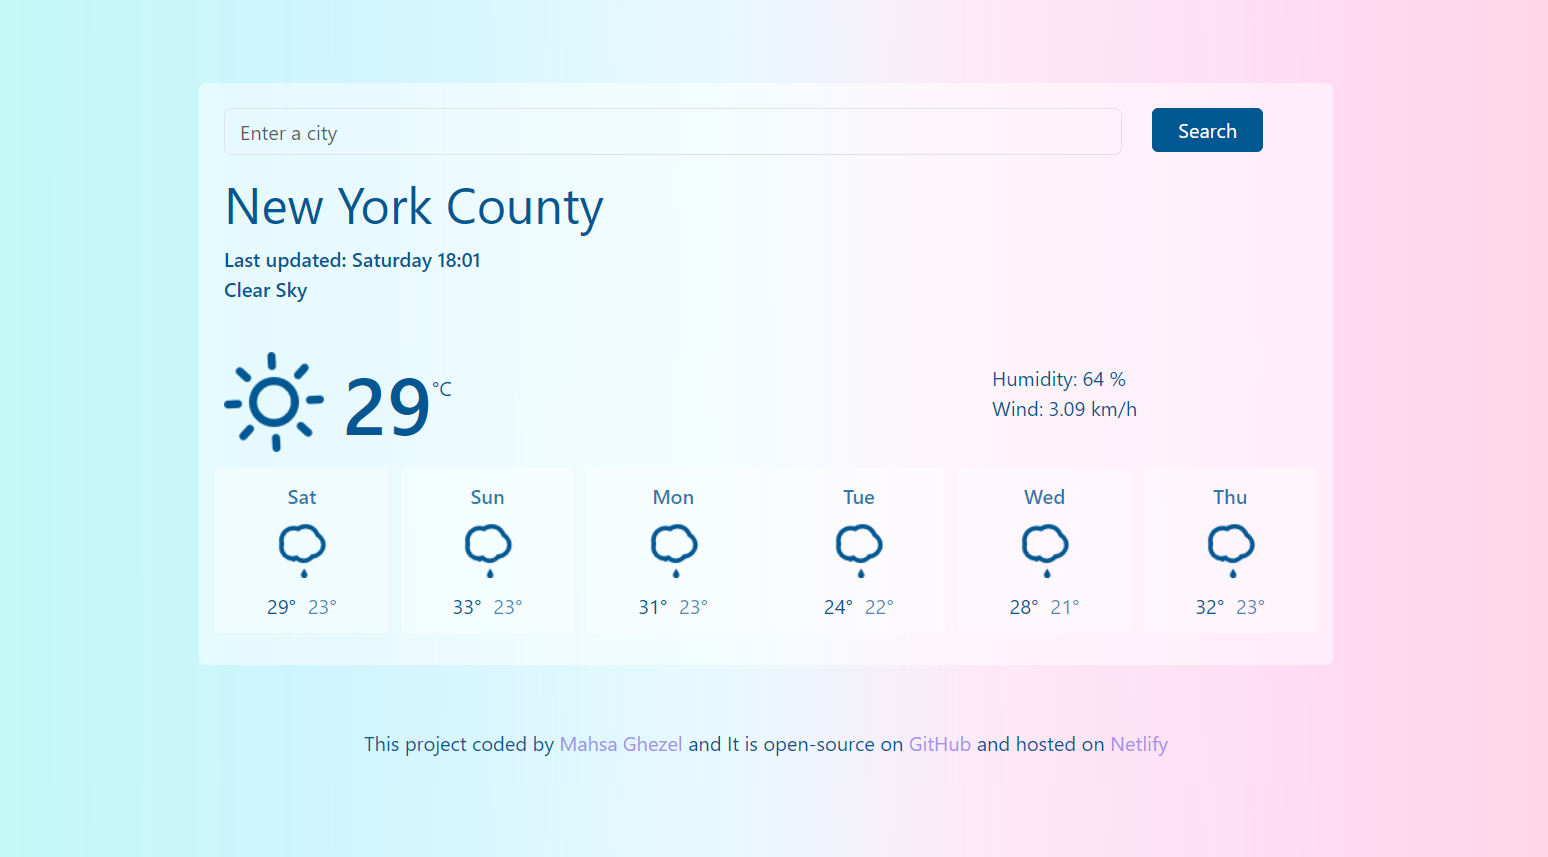 Enter a city
Search
New York County
Last updated: Saturday 18:01
Clear Sky
29°C
Humidity: 64 %
Wind: 3.09 km/h
Sat Sun Mon Tue Wed Thu
29° 23° 33° 23° 31° 23° 24° 22° 28° 21° 32° 23°
This project coded by Mahsa Ghezel and It is open-source on GitHub and hosted on Netlify